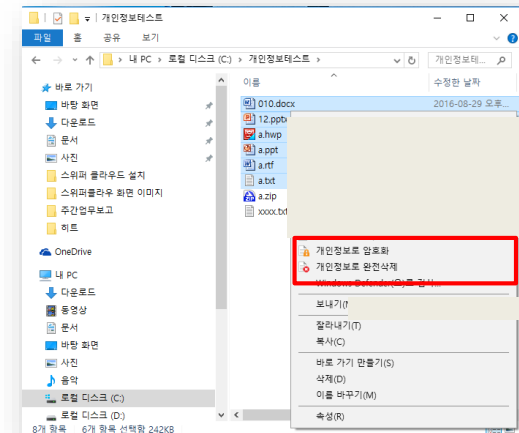 개인정보테스트
파일 홈 공유 보기
내 PC > 로컬 디스크 (C:) > 개인정보테스트 >
개인정보테...
이름 수정한 날짜
바로 가기
바탕 화면
다운로드
문서
사진
스위퍼 클라우드 설치
스위퍼클라우 화면 이미지
주간업무보고
히트
OneDrive
내 PC
다운로드
동영상
문서
바탕 화면
사진
음악
로컬 디스크 (C:)
로컬 디스크 (D:)
010.docx 2016-08-29 오후...
12.pptx
a.hwp
a.ppt
a.rtf
a.txt
a.zip
xxxx.txt
개인정보로 암호화
개인정보로 완전삭제
Windows Defender(으)로 검사...
보내기(N
잘라내기(T)
복사(C)
바로 가기 만들기(S)
삭제(D)
이름 바꾸기(M)
속성(R)
8개 항목 6개 항목 선택함 242KB